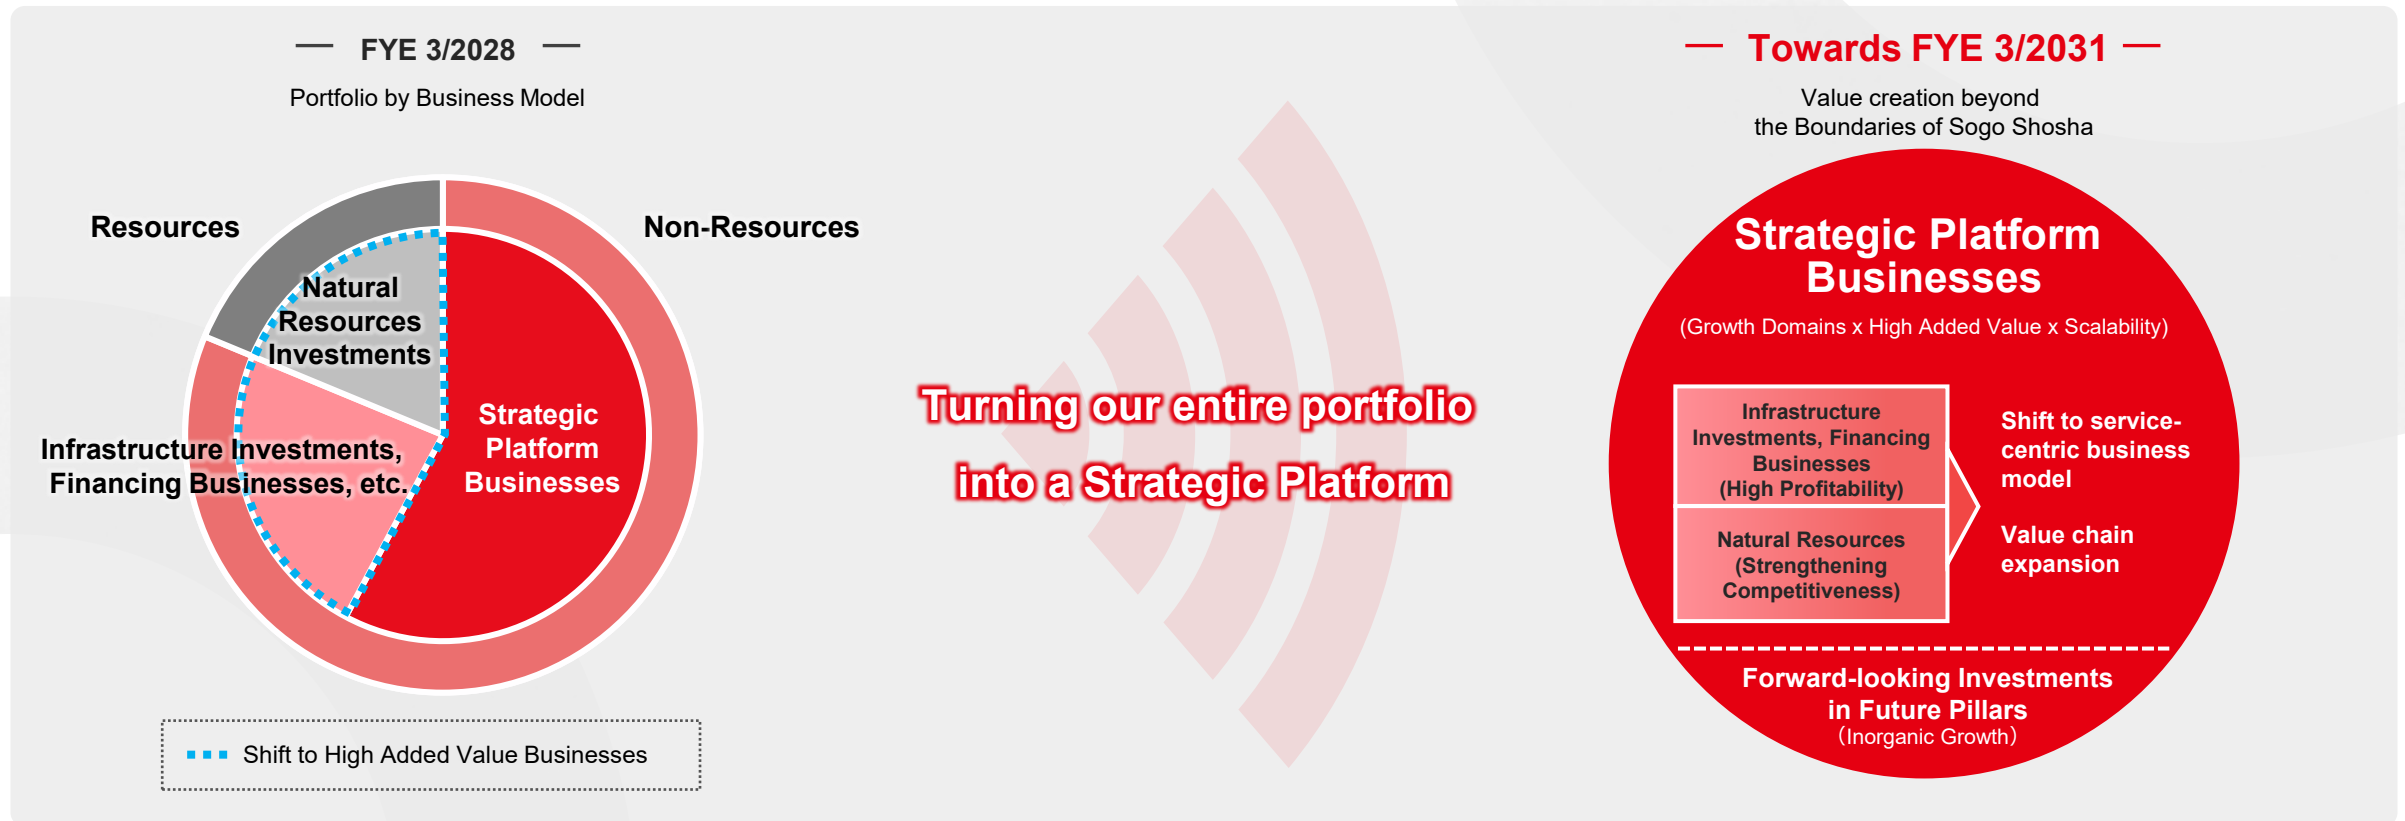 FYE 3/2028
Portfolio by Business Model
Resources
Non-Resources
Natural
Resources
Investments
Infrastructure Investments,
Financing Businesses, etc.
Strategic
Platform
Businesses
Shift to High Added Value Businesses
Turning our entire portfolio
into a Strategic Platform
Towards FYE 3/2031
Value creation beyond
the Boundaries of Sogo Shosha
Strategic Platform
Businesses
(Growth Domains x High Added Value x Scalability)
Infrastructure
Investments, Financing
Businesses
(High Profitability)
Natural Resources
(Strengthening
Competitiveness)
Shift to service-
centric business
model
Value chain
expansion
Forward-looking Investments
in Future Pillars
（Inorganic Growth）